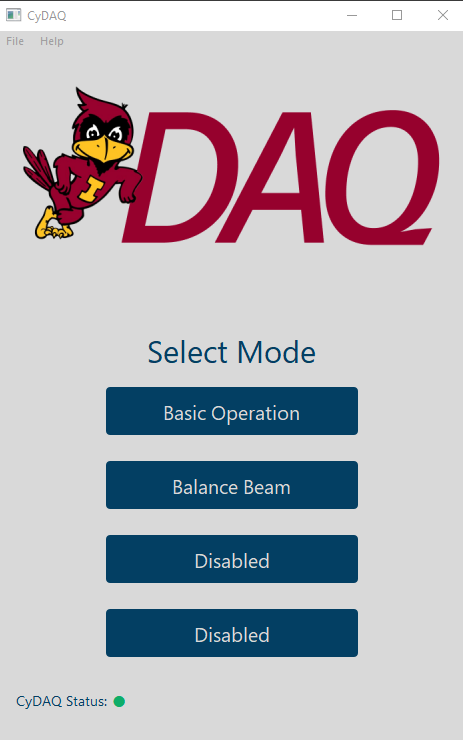 CyDAQ
File Help
I
DAQ
Select Mode
Basic Operation
Balance Beam
Disabled
Disabled
CyDAQ Status: